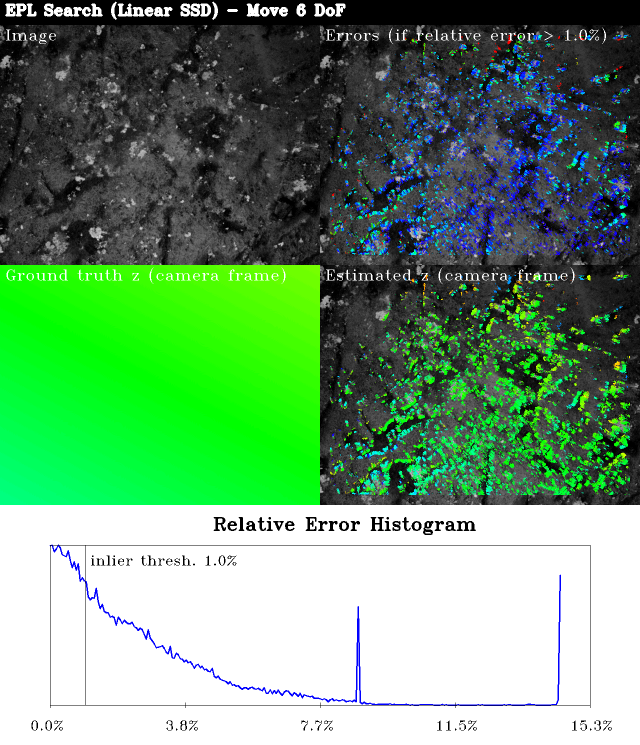 EPL Search (Linear SSD) - Move 6 DoF
Image
Errors (if relative error > 1.0%)
Ground truth z (camera frame)
Estimated z (camera frame)
Relative Error Histogram
inlier thresh. 1.0%
0.0% 3.8% 7.7% 11.5% 15.3%